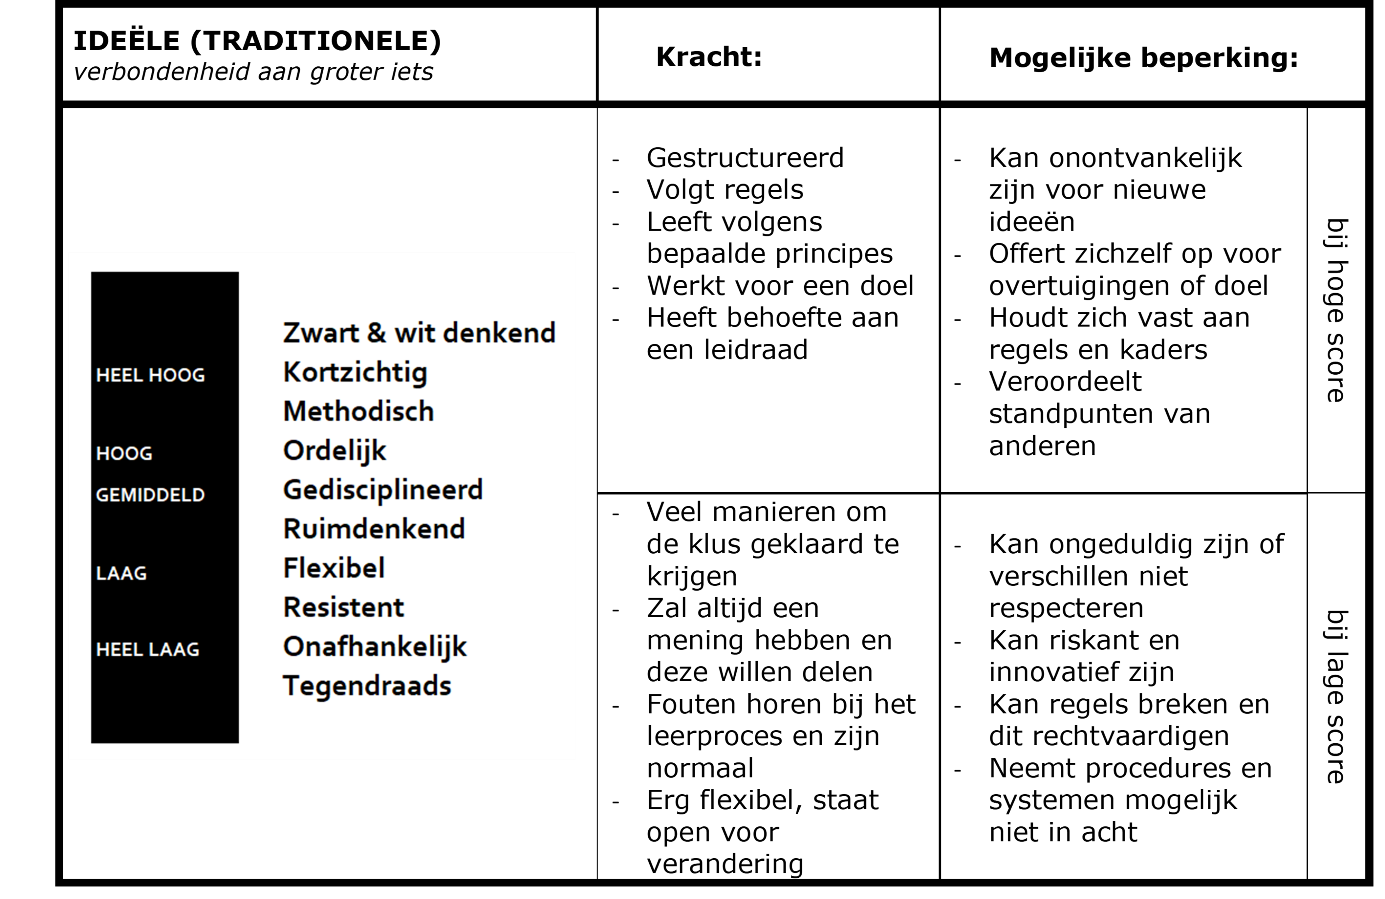 IDEËLE (TRADITIONELE)
verbondenheid aan groter iets
Kracht:
Mogelijke beperking:
HEEL HOOG
HOOG
GEMIDDELD
LAAG
HEEL LAAG
Zwart & wit denkend
Kortzichtig
Methodisch
Ordelijk
Gedisciplineerd
Ruimdenkend
Flexibel
Resistent
Onafhankelijk
Tegendraads
- Gestructureerd
- Volgt regels
- Leeft volgens
bepaalde principes
- Werkt voor een doel
- Heeft behoefte aan
een leidraad
- Kan onontvankelijk
zijn voor nieuwe
ideeën
- Offert zichzelf op voor
overtuigingen of doel
- Houdt zich vast aan
regels en kaders
- Veroordeelt
standpunten van
anderen
bij hoge score
- Veel manieren om
de klus geklaard te
krijgen
- Zal altijd een
mening hebben en
deze willen delen
- Fouten horen bij het
leerproces en zijn
normaal
- Erg flexibel, staat
open voor
verandering
- Kan ongeduldig zijn of
verschillen niet
respecteren
- Kan riskant en
innovatief zijn
- Kan regels breken en
dit rechtvaardigen
- Neemt procedures en
systemen mogelijk
niet in acht
bij lage score